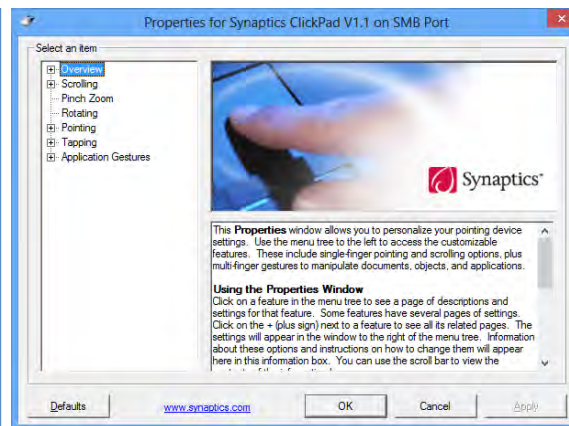 Properties for Synaptics ClickPad V1.1 on SMB Port
Select an item
Overview
Scrolling
Pinch Zoom
Rotating
Pointing
Tapping
Application Gestures
Synaptics
This Properties window allows you to personalize your pointing device
settings. Use the menu tree to the left to access the customizable
features. These include single-finger pointing and scrolling options, plus
multi-finger gestures to manipulate documents, objects, and applications.
Using the Properties Window
Click on a feature in the menu tree to see a page of descriptions and
settings for that feature. Some features have several pages of settings.
Click on the + (plus sign) next to a feature to see all its related pages. The
settings will appear in the window to the right of the menu tree. Information
about these options and instructions on how to change them will appear
here in this information box. You can use the scroll bar to view the
Defaults
www.synaptics.com
OK
Cancel
Apply